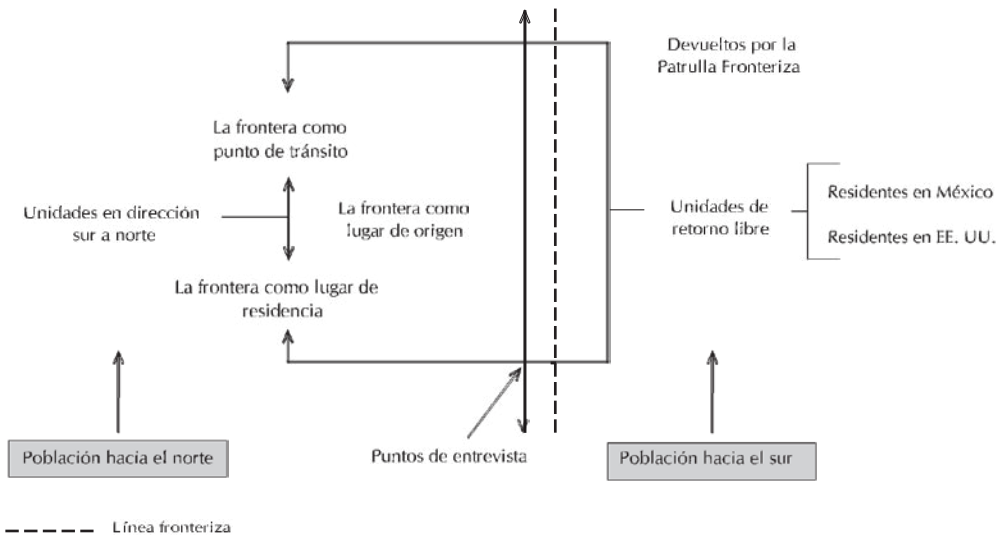 Devueltos por la
Patrulla Fronteriza
La frontera como
punto de tránsito
Unidades en dirección
sur a norte
La frontera como
lugar de origen
Unidades de
retorno libre
Residentes en México
Residentes en EE. UU.
La frontera como lugar de
residencia
Población hacia el norte
Puntos de entrevista
Población hacia el sur
Línea fronteriza